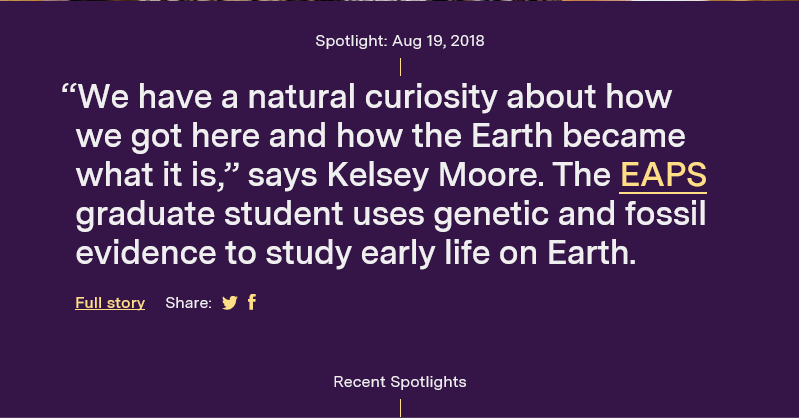 Spotlight: Aug 19, 2018
“We have a natural curiosity about how
we got here and how the Earth became
what it is,” says Kelsey Moore. The EAPS
graduate student uses genetic and fossil
evidence to study early life on Earth.
Full story Share:
Recent Spotlights